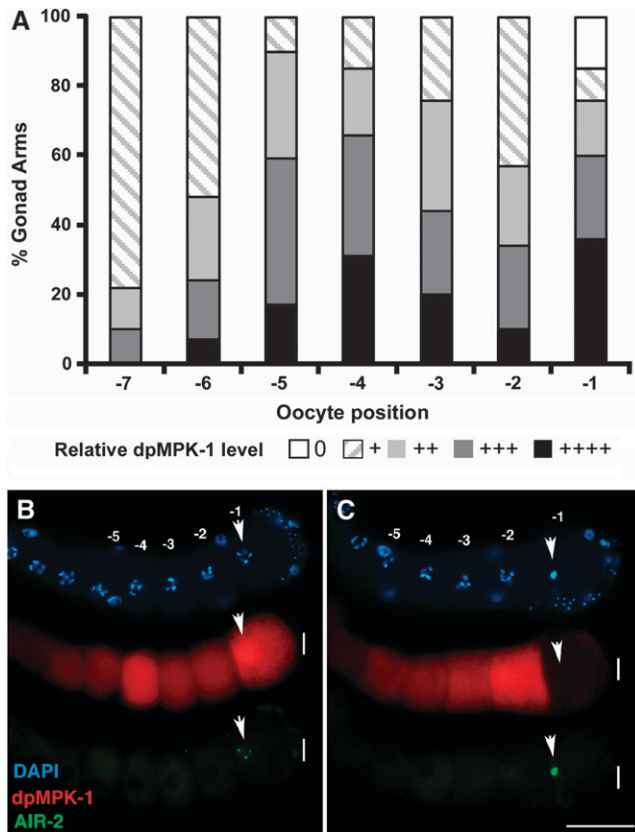 A
% Gonad Arms
100
80
60
40
20
0
-7 -6 -5 -4 -3 -2 -1
Oocyte position
Relative dpMPK-1 level 0 + ++ +++ ++++
B
-5 -4 -3 -2 -1
DAPI
dpMPK-1
AIR-2
C
-5 -4 -3 -2 -1